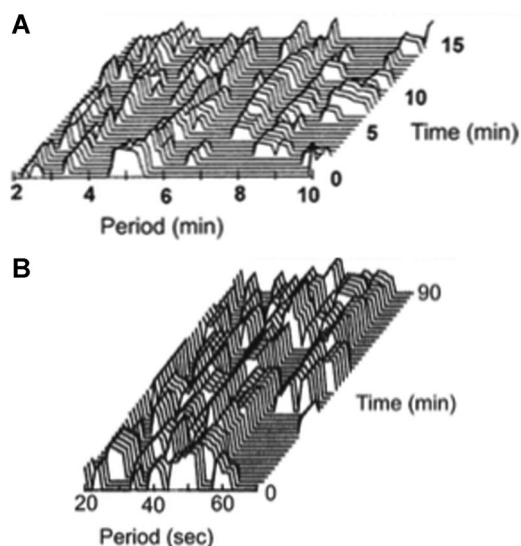 A
15
10
5
Time (min)
0
2 4 6 8 10
Period (min)
B
90
Time (min)
0
20 40 60
Period (sec)